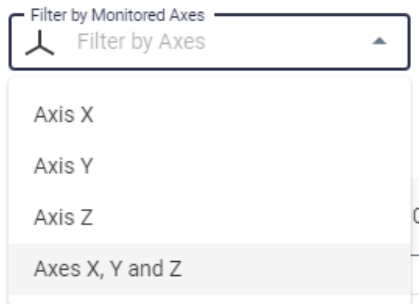 Filter by Monitored Axes
Filter by Axes
Axis X
Axis Y
Axis Z
Axes X, Y and Z